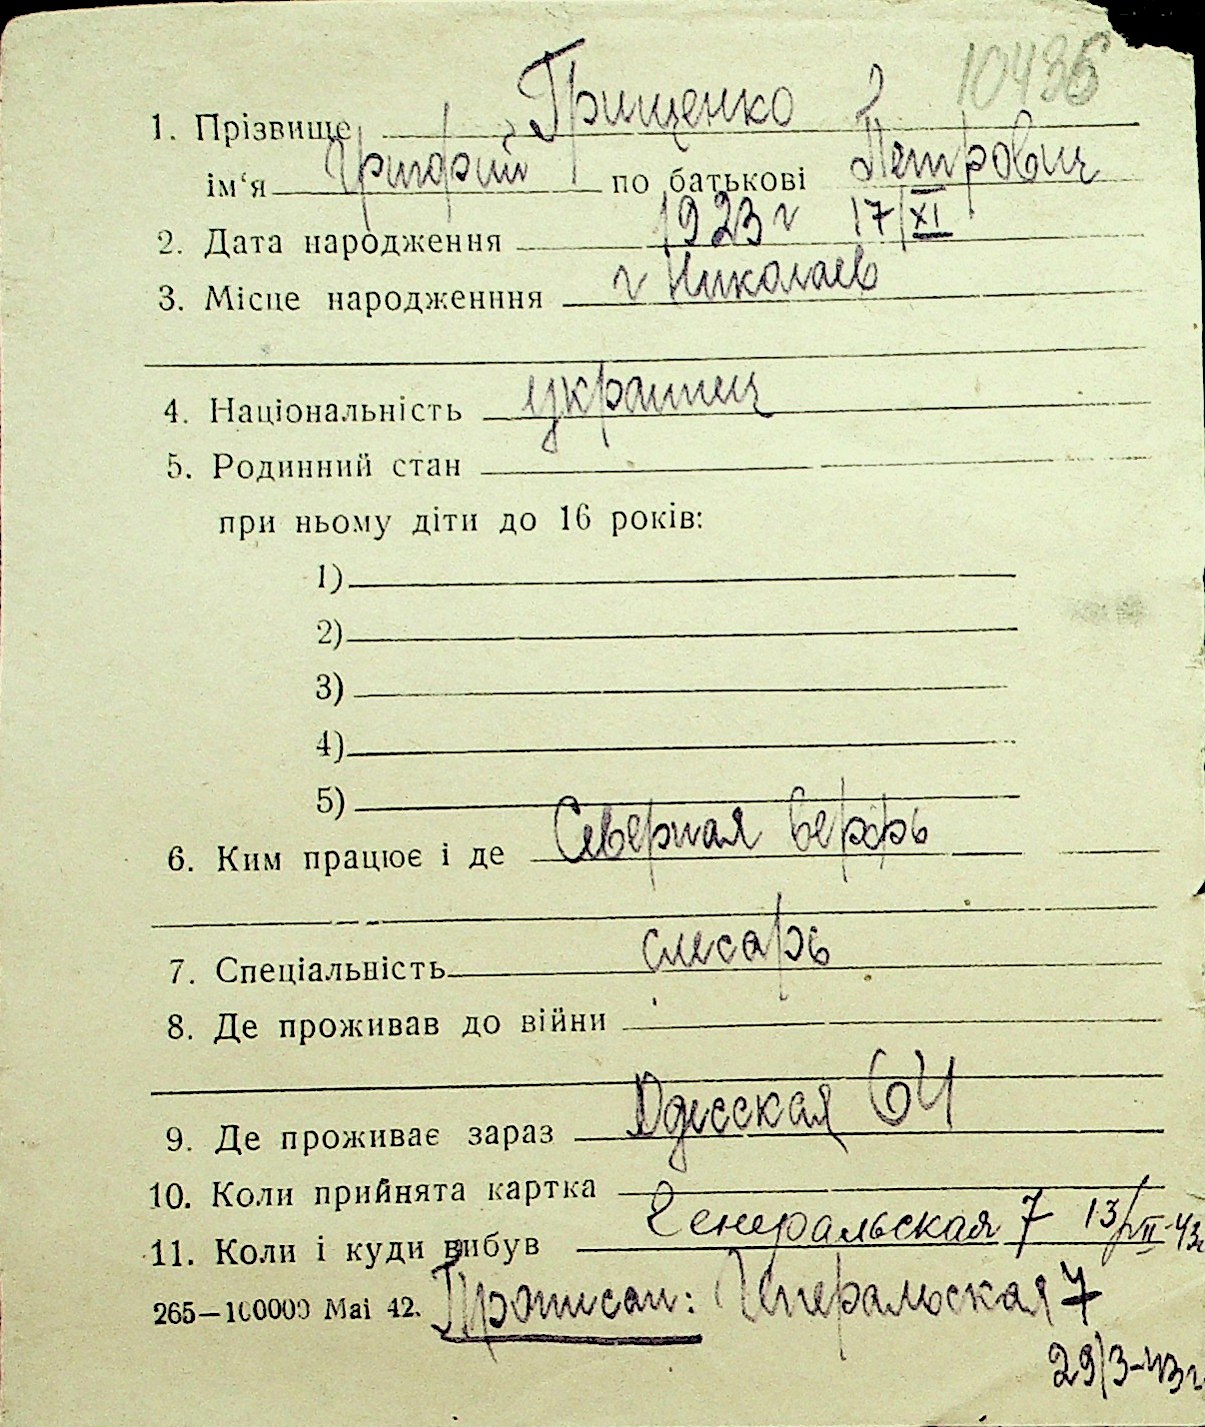 10436
1. Прізвище Грищенко
ім‘я Григорий по батькові Петрович
2. Дата народження 1923 г 17/XI
3. Місце народженння г Николаев
4. Національність украинец
5. Родинний стан
при ньому діти до 16 років:
1)
2)
3)
4)
5)
6. Ким працює і де Северная верфь
7. Спеціальність слесарь
8. Де проживав до війни
9. Де проживає зараз Одесская 64
10. Коли прийнята картка
11. Коли і куди вибув Генеральская 7 13/II-43г
265—100000 Mai 42. Прописан: Генеральская 7
29/3-43г